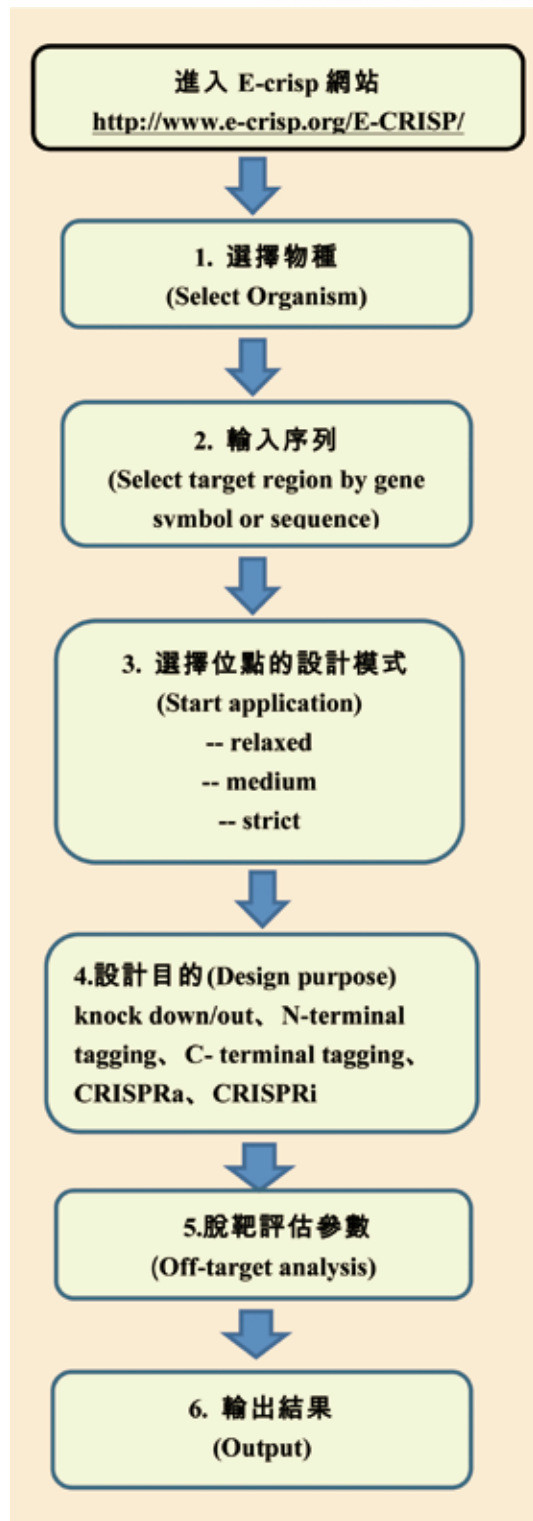 進入 E-crisp 網站
http://www.e-crisp.org/E-CRISP/
1. 選擇物種
(Select Organism)
2. 輸入序列
(Select target region by gene
symbol or sequence)
3. 選擇位點的設計模式
(Start application)
-- relaxed
-- medium
-- strict
4.設計目的(Design purpose)
knock down/out、N-terminal
tagging、C- terminal tagging、
CRISPRa、CRISPRi
5.脫靶評估參數
(Off-target analysis)
6. 輸出結果
(Output)